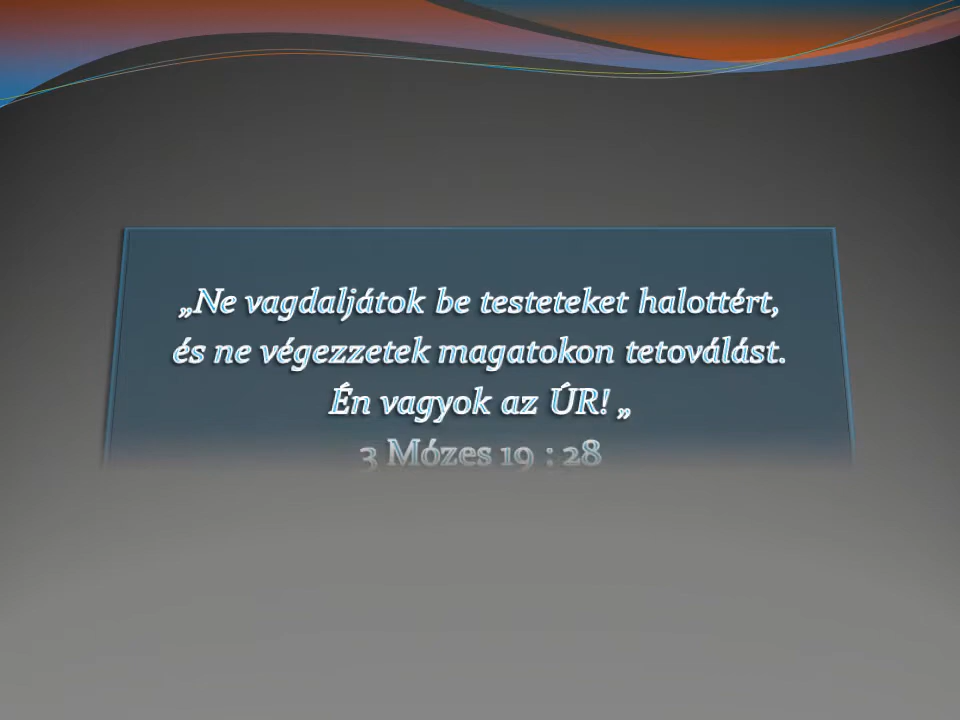 „Ne vagdaljátok be testeteket halottért,
és ne végezzetek magatokon tetoválást.
Én vagyok az ÚR! „
3 Mózes 19 : 28